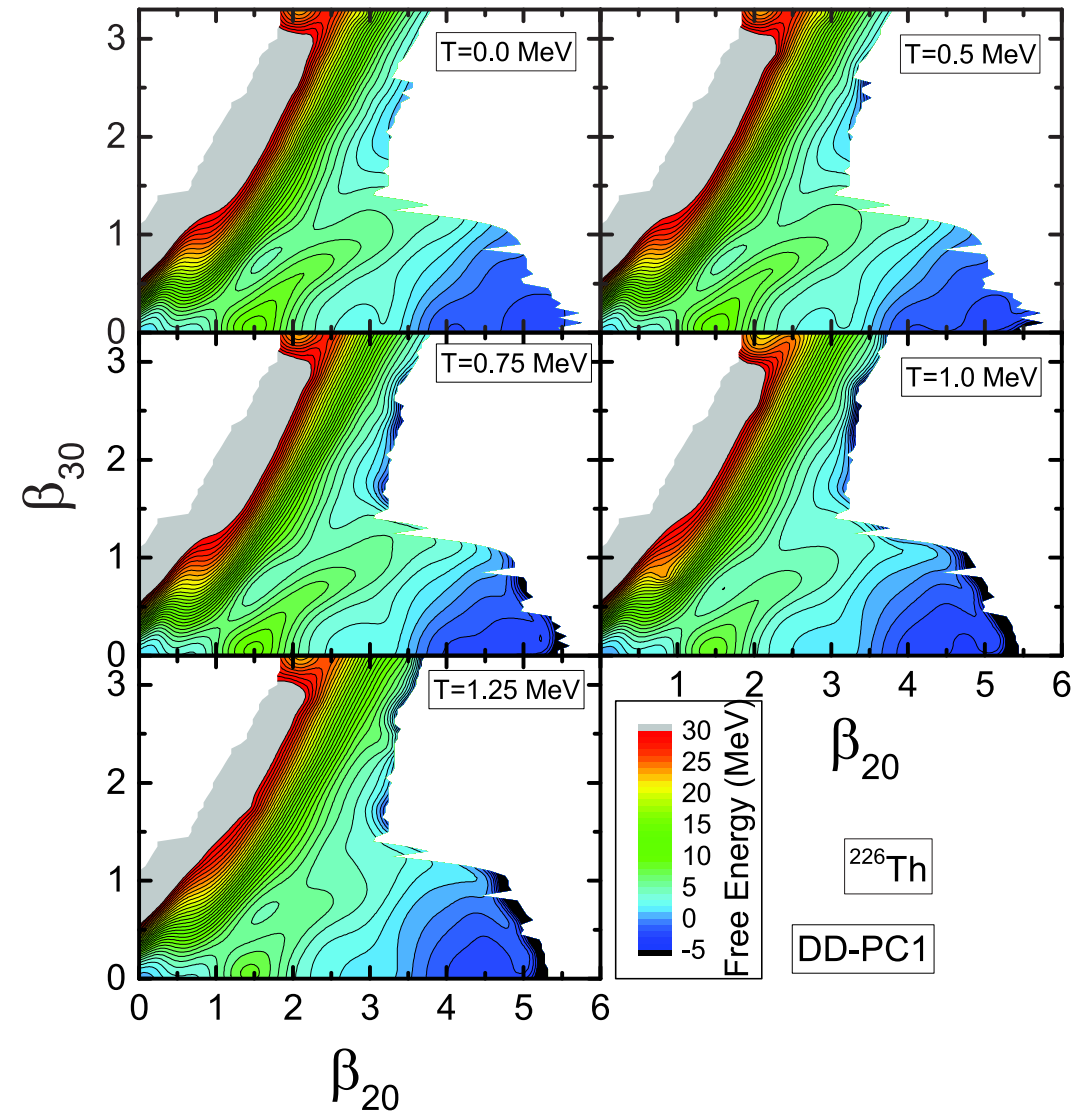 T=0.0 MeV
T=0.5 MeV
3
2
1
0
T=0.75 MeV
T=1.0 MeV
3
2
1
0
β30
1 2 3 4 5 6
β20
T=1.25 MeV
3
2
1
0
0 1 2 3 4 5 6
β20
30
25
20
15
10
5
0
-5
Free Energy (MeV)
226Th
DD-PC1